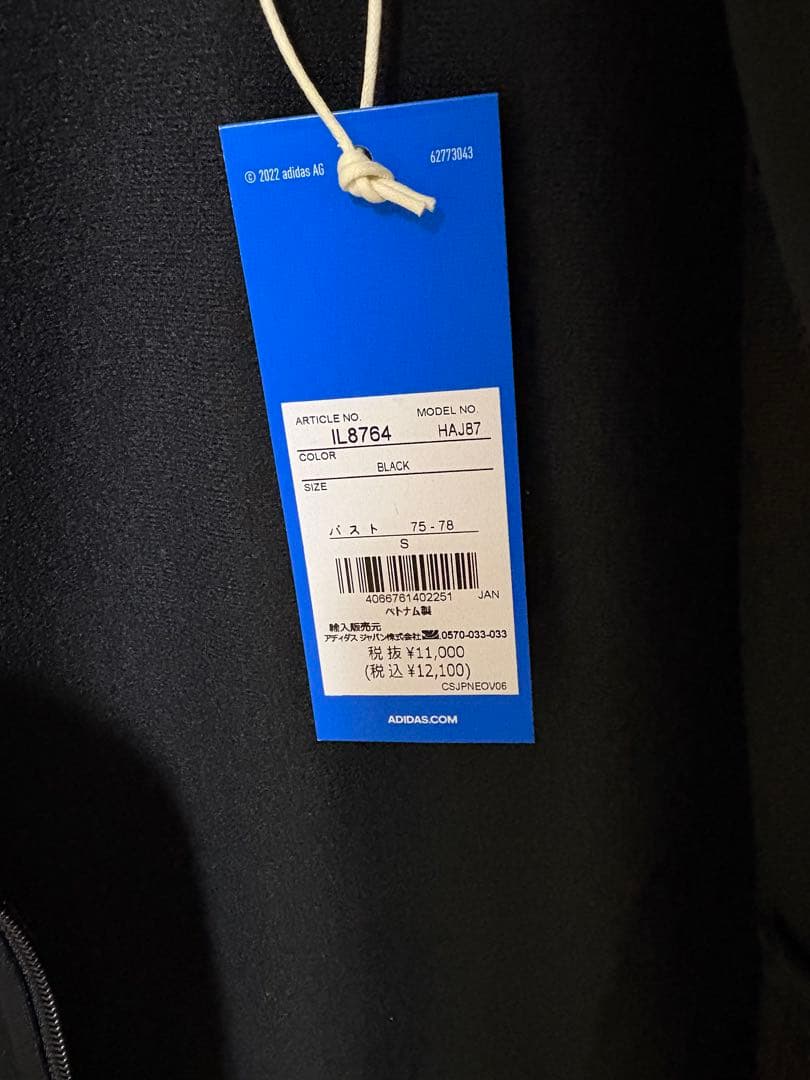 © 2022 adidas AG
62773043
ARTICLE NO.
MODEL NO.
IL8764
HAJ87
COLOR
BLACK
SIZE
バスト 75-78
S
4066761402251 JAN
ベトナム製
輸入販売元
アディダス ジャパン株式会社 0570-033-033
税抜 ¥11,000
(税込 ¥12,100)
CSJPNEOV06
ADIDAS.COM